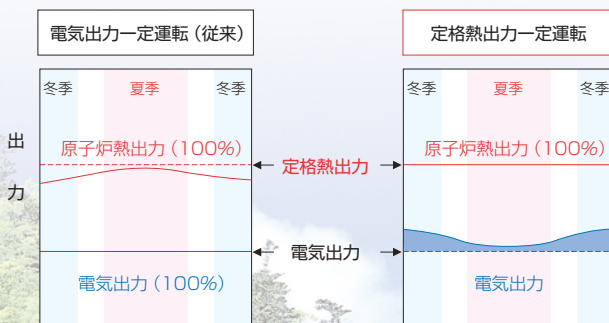 電気出力一定運転(従来)
定格熱出力一定運転
冬季 夏季 冬季
冬季 夏季 冬季
出力
原子炉熱出力(100%)
定格熱出力
原子炉熱出力(100%)
電気出力
電気出力(100%)
電気出力